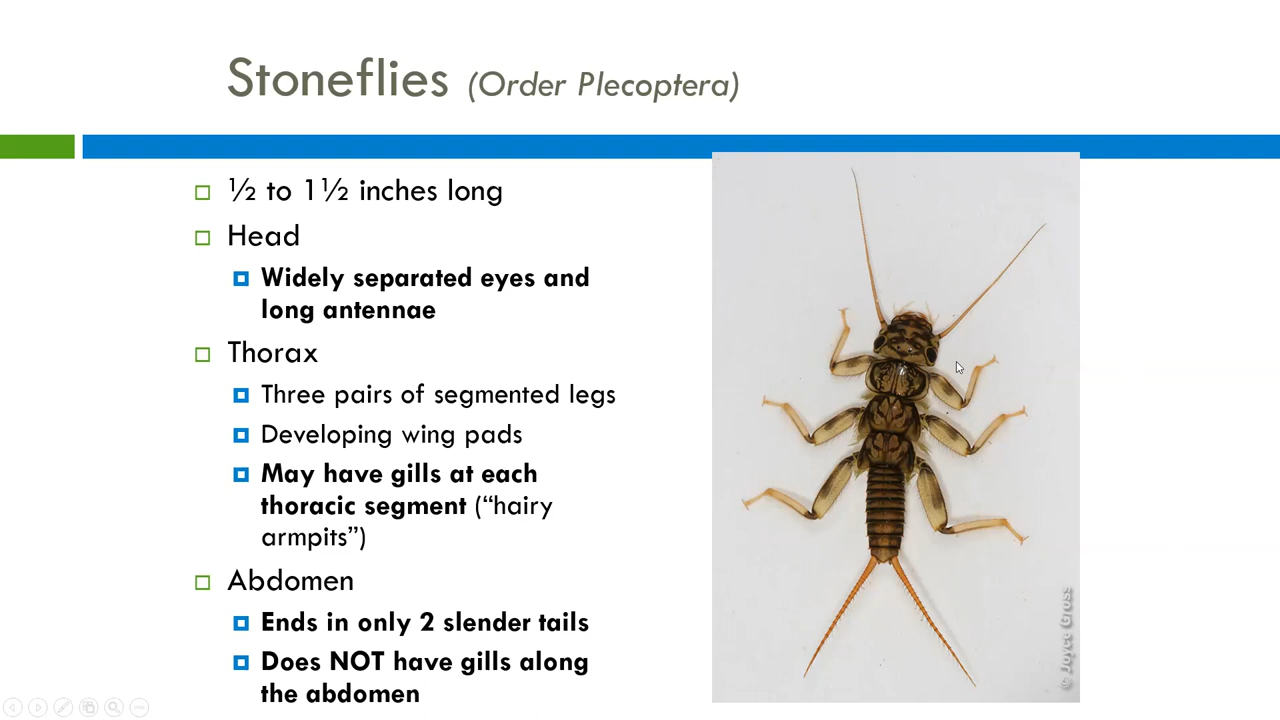 Stoneflies (Order Plecoptera)
½ to 1½ inches long
Head
Widely separated eyes and
long antennae
Thorax
Three pairs of segmented legs
Developing wing pads
May have gills at each
thoracic segment (“hairy
armpits”)
Abdomen
Ends in only 2 slender tails
Does NOT have gills along
the abdomen
© Joyce Gross